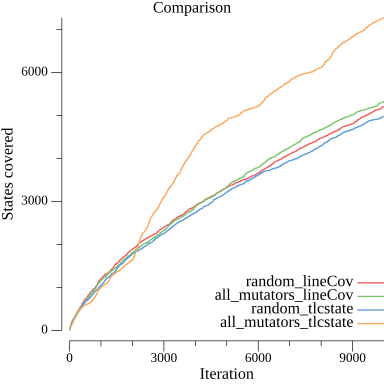 Comparison
States covered
6000
3000
0
random_lineCov
all_mutators_lineCov
random_tlcstate
all_mutators_tlcstate
0 3000 6000 9000
Iteration